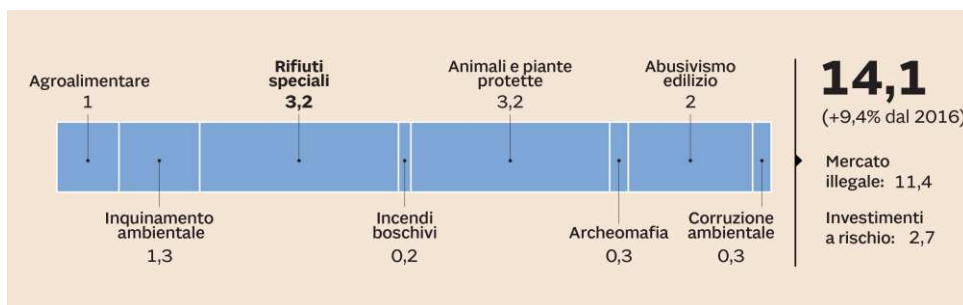 Agroalimentare
1
Rifiuti
speciali
3,2
Animali e piante
protette
3,2
Abusivismo
edilizio
2
Inquinamento
ambientale
1,3
Incendi
boschivi
0,2
Archeomafia
0,3
Corruzione
ambientale
0,3
14,1
(+9,4% dal 2016)
Mercato
illegale: 11,4
Investimenti
a rischio: 2,7